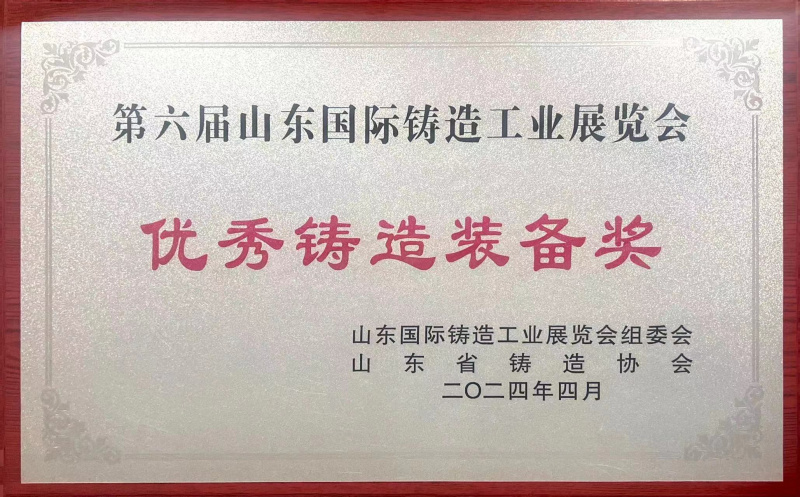 第六届山东国际铸造工业展览会
优秀铸造装备奖
山东国际铸造工业展览会组委会
山东省铸造协会
二〇二四年四月